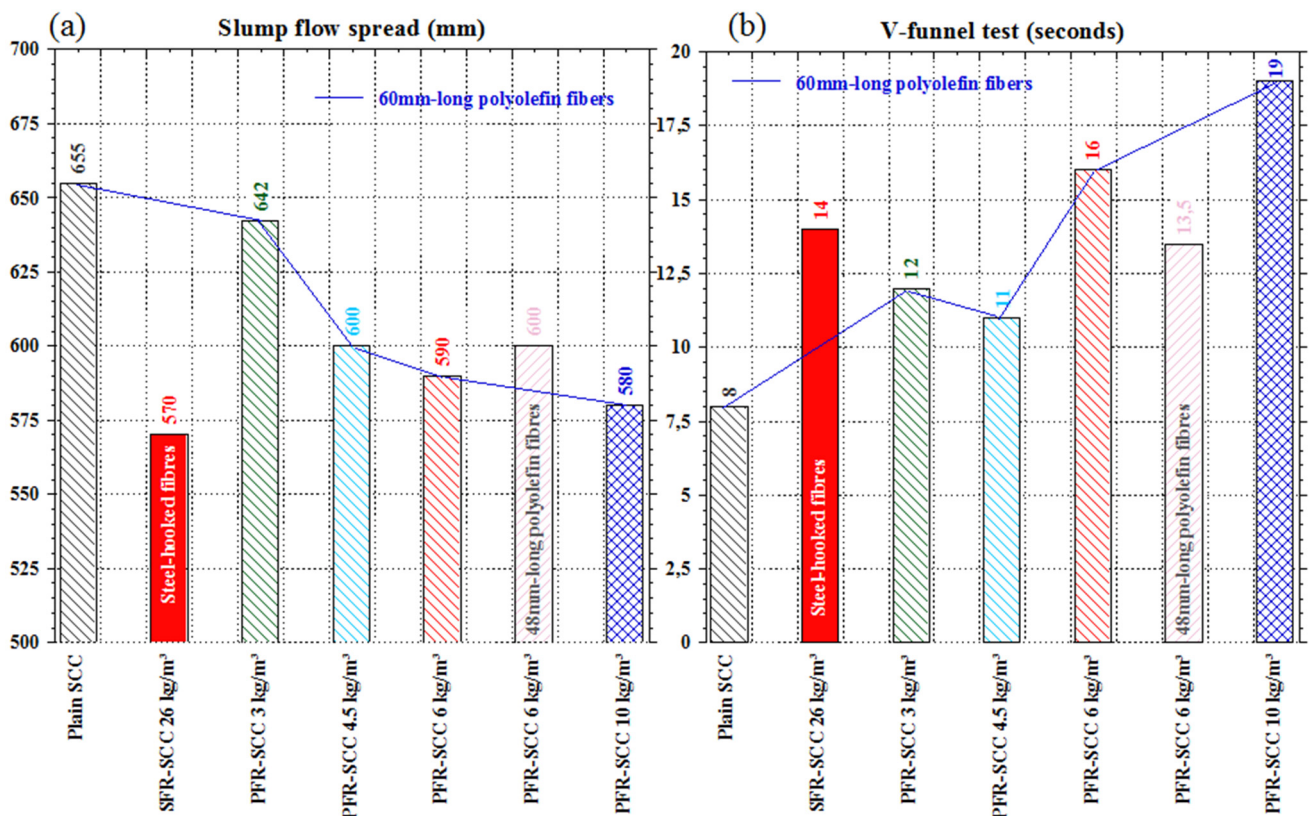 (a)
Slump flow spread (mm)
700
675
650
625
600
575
550
525
500
60mm-long polyolefin fibers
655
570
642
600
590
600
580
Steel-hooked fibres
48mm-long polyolefin fibres
Plain SCC
SFR-SCC 26 kg/m³
PFR-SCC 3 kg/m³
PFR-SCC 4.5 kg/m³
PFR-SCC 6 kg/m³
PFR-SCC 6 kg/m³
PFR-SCC 10 kg/m³
(b)
V-funnel test (seconds)
20
17,5
15
12,5
10
7,5
5
2,5
0
60mm-long polyolefin fibers
8
14
12
11
16
13,5
19
Steel-hooked fibres
48mm-long polyolefin fibres
Plain SCC
SFR-SCC 26 kg/m³
PFR-SCC 3 kg/m³
PFR-SCC 4.5 kg/m³
PFR-SCC 6 kg/m³
PFR-SCC 6 kg/m³
PFR-SCC 10 kg/m³